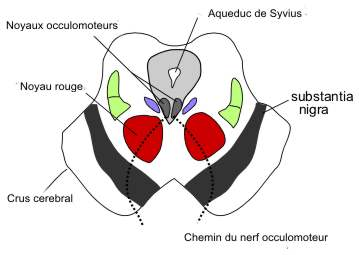 Noyaux occulomoteurs
Aqueduc de Syvius
Noyau rouge
substantia
nigra
Crus cerebral
Chemin du nerf occulomoteur